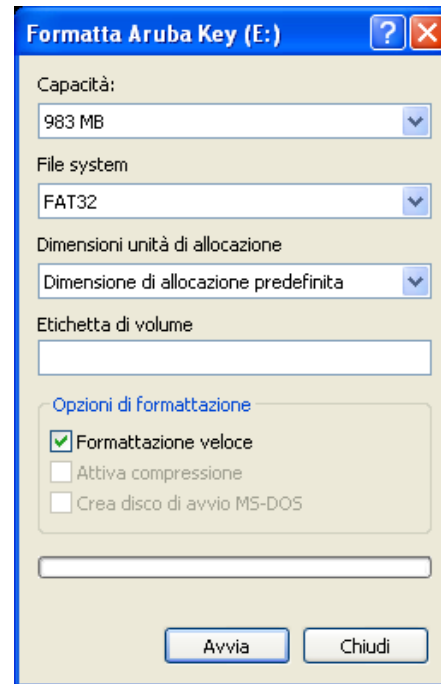 Formatta Aruba Key (E:)
Capacità:
983 MB
File system
FAT32
Dimensioni unità di allocazione
Dimensione di allocazione predefinita
Etichetta di volume
Opzioni di formattazione
Formattazione veloce
Attiva compressione
Crea disco di avvio MS-DOS
Avvia Chiudi